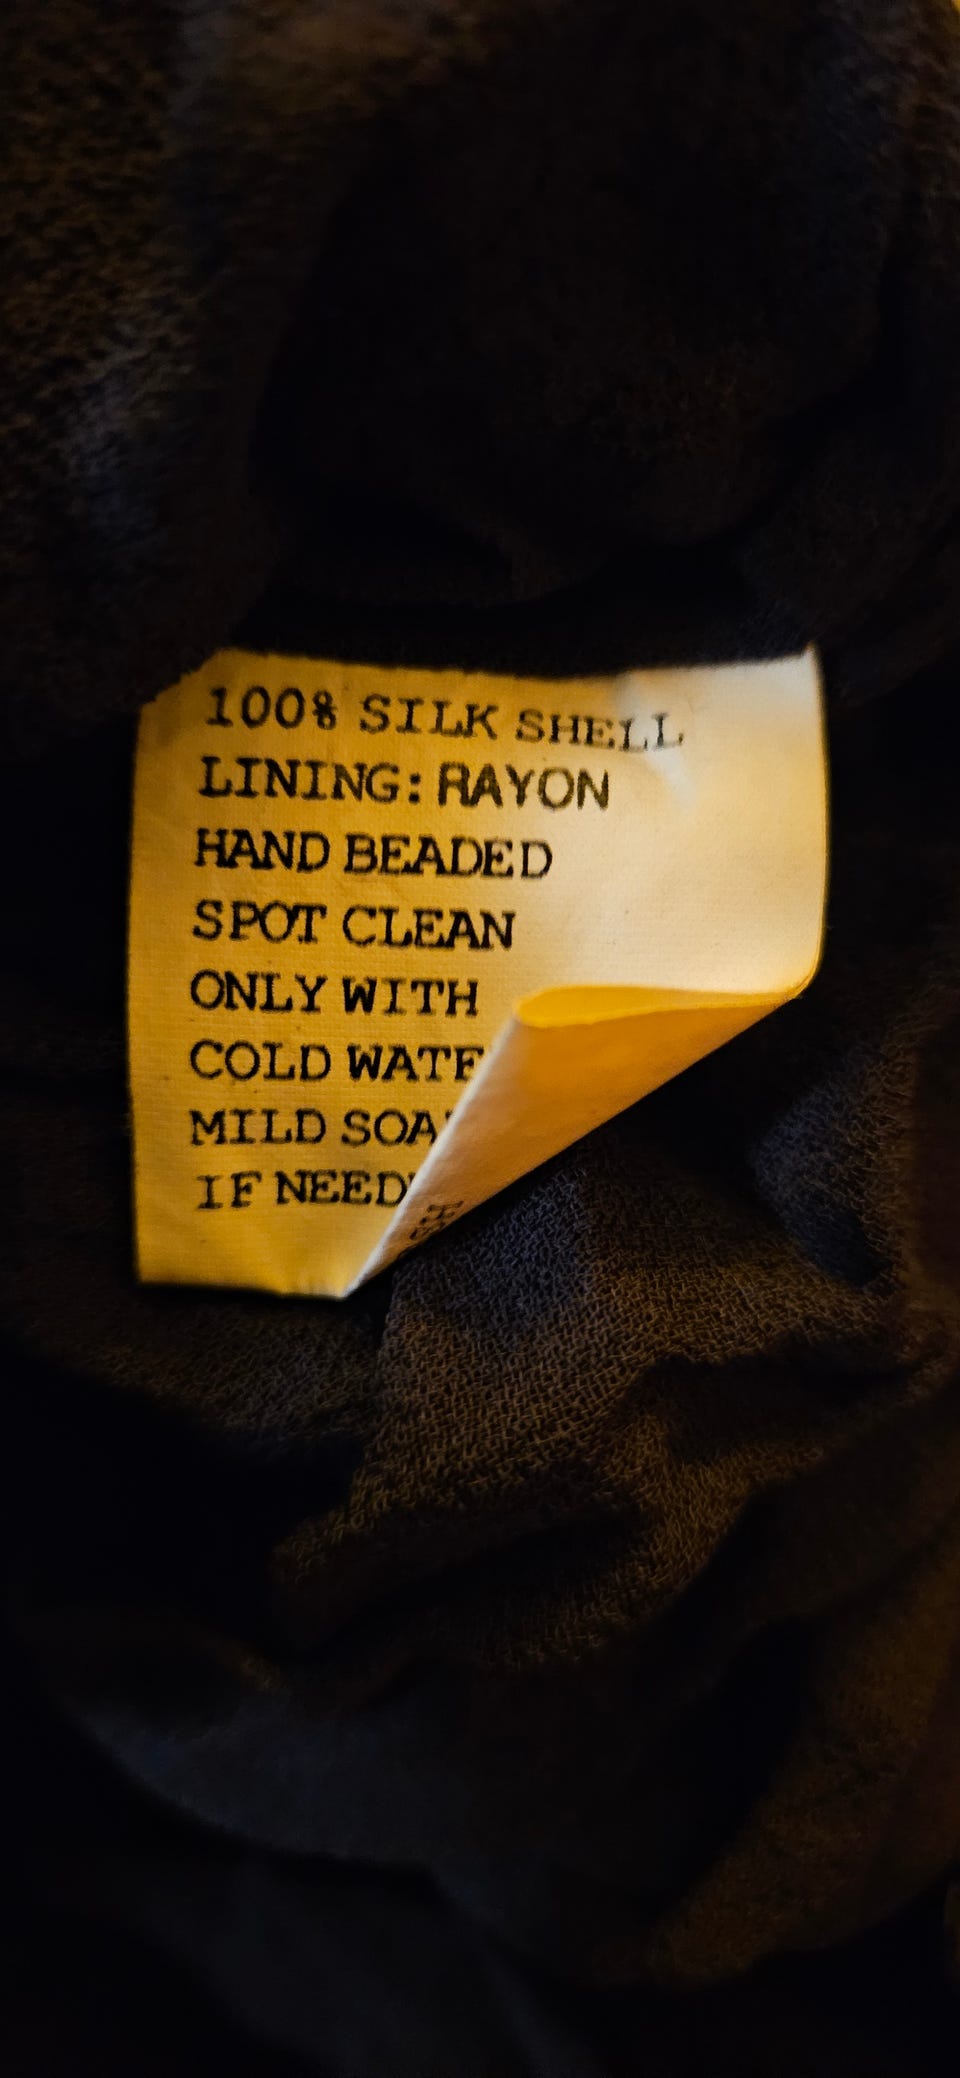 100% SILK SHELL
LINING: RAYON
HAND BEADED
SPOT CLEAN
ONLY WITH
COLD WATE
MILD SOA
IF NEED